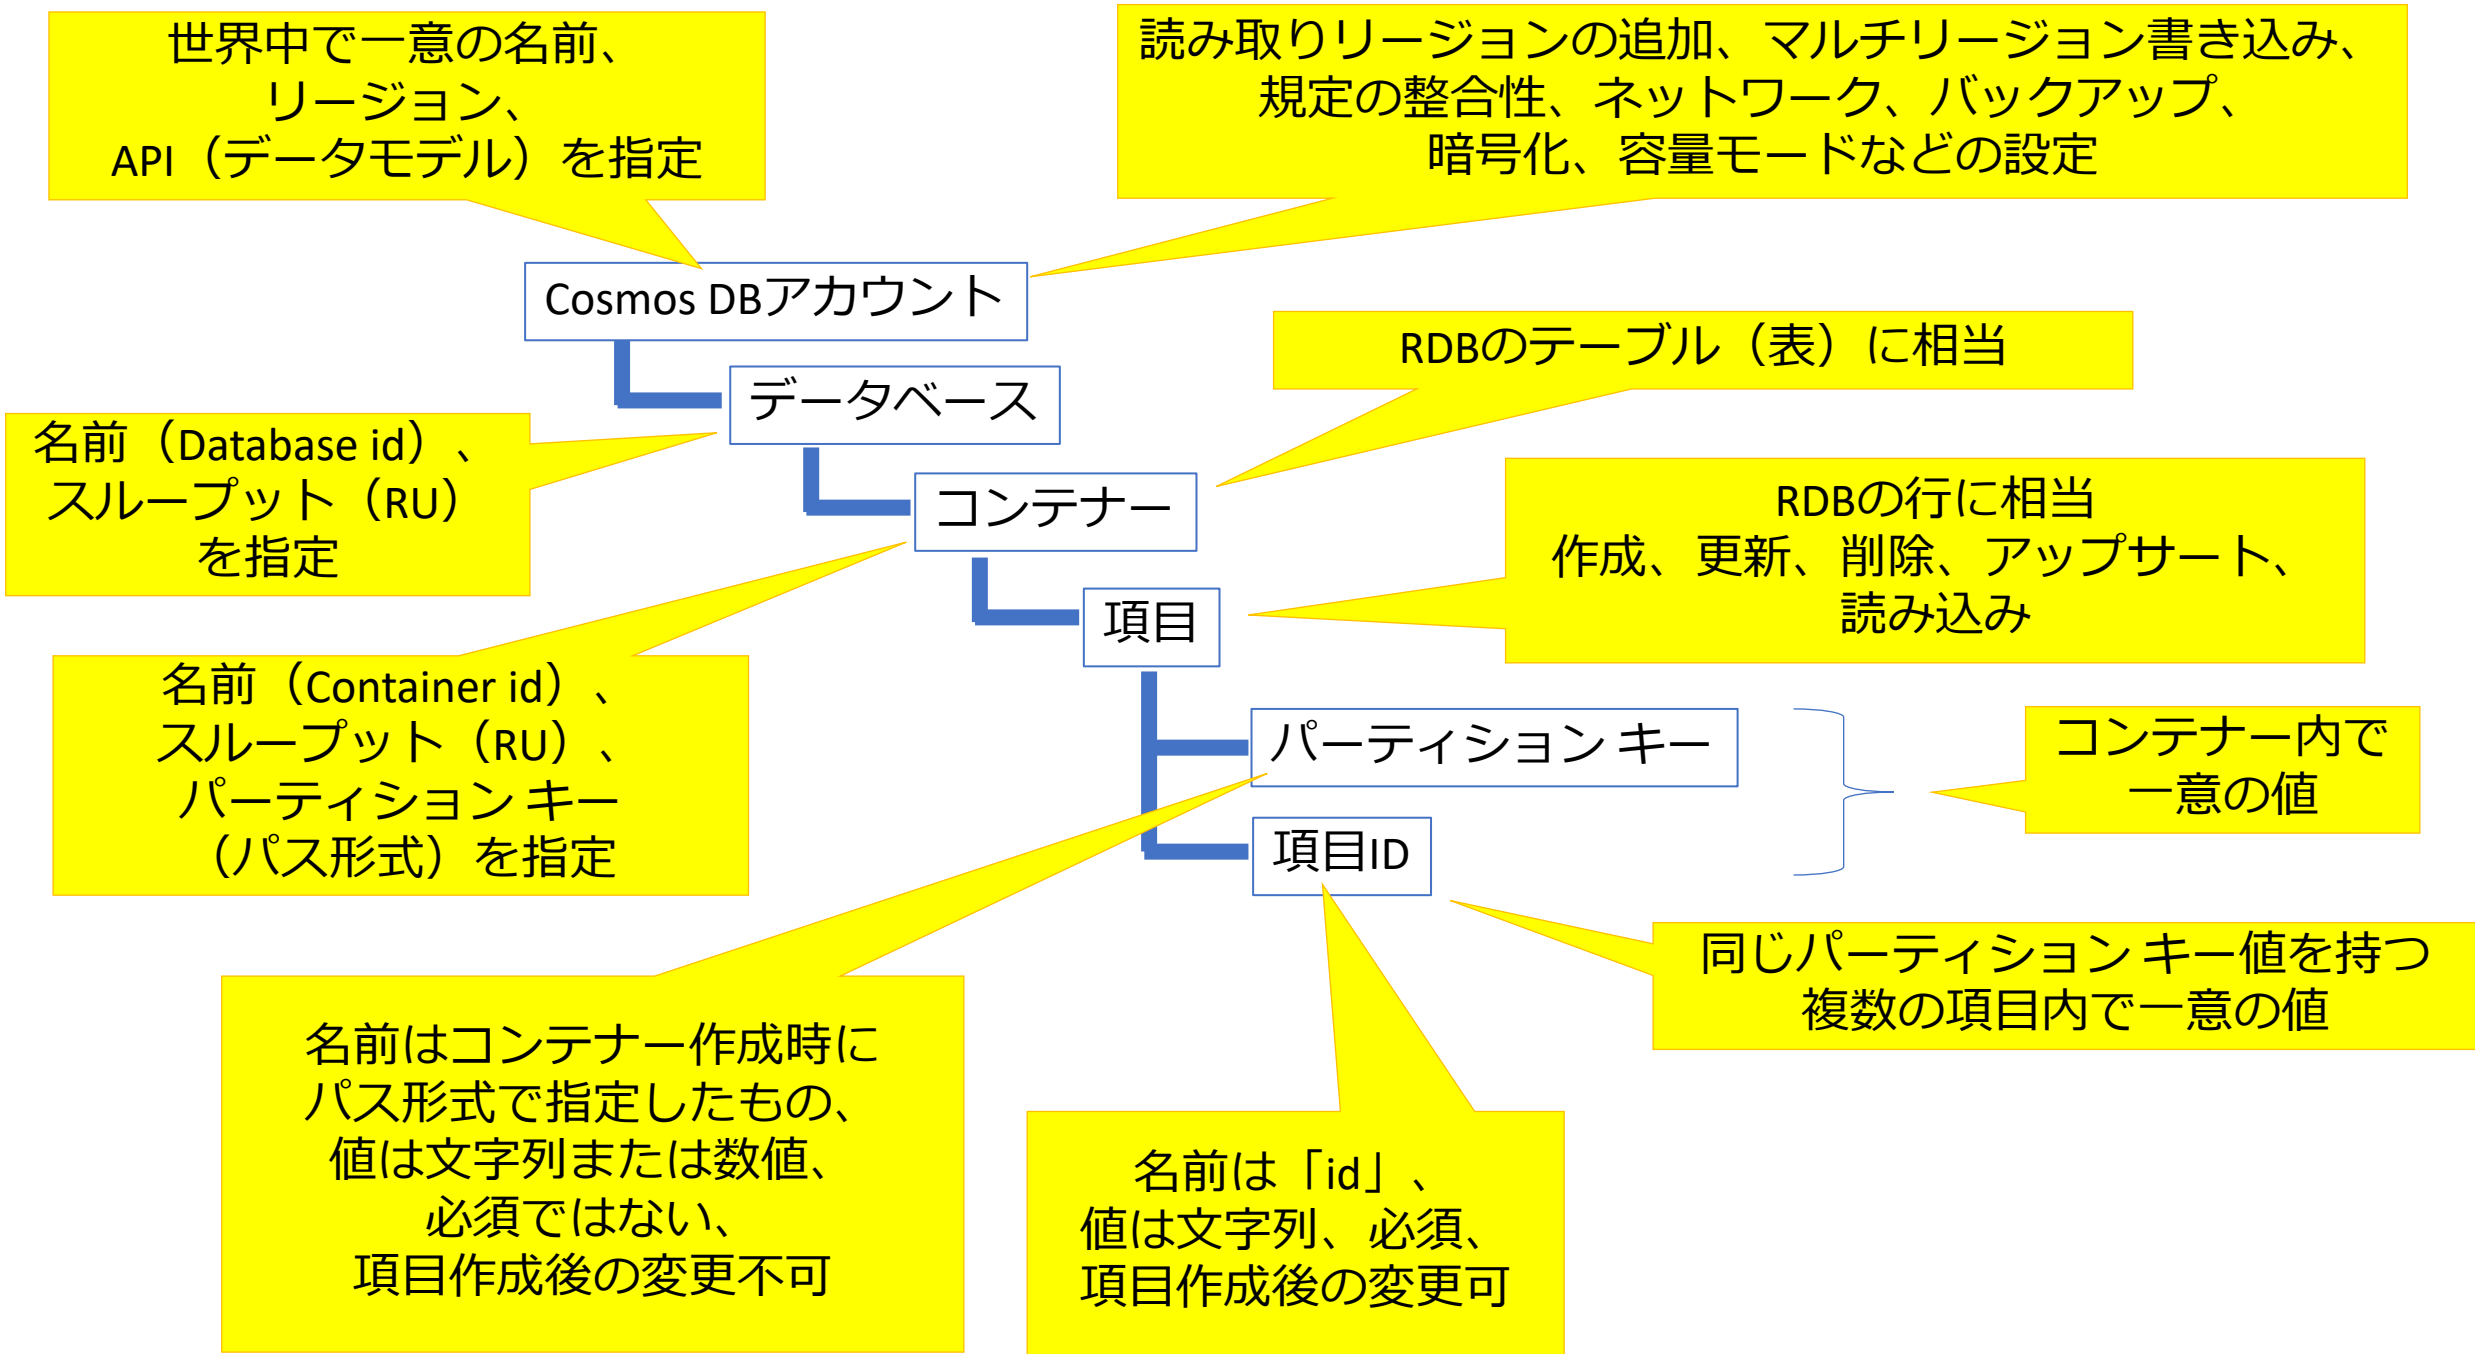 世界中で一意の名前、
リージョン、
API（データモデル）を指定
読み取りリージョンの追加、マルチリージョン書き込み、
規定の整合性、ネットワーク、バックアップ、
暗号化、容量モードなどの設定
Cosmos DBアカウント
RDBのテーブル（表）に相当
データベース
名前（Database id）、
スループット（RU）
を指定
コンテナー
RDBの行に相当
作成、更新、削除、アップサート、
読み込み
項目
名前（Container id）、
スループット（RU）、
パーティション キー
（パス形式）を指定
パーティション キー
コンテナー内で
一意の値
項目ID
同じパーティション キー値を持つ
複数の項目内で一意の値
名前はコンテナー作成時に
パス形式で指定したもの、
値は文字列または数値、
必須ではない、
項目作成後の変更不可
名前は「id」、
値は文字列、必須、
項目作成後の変更可